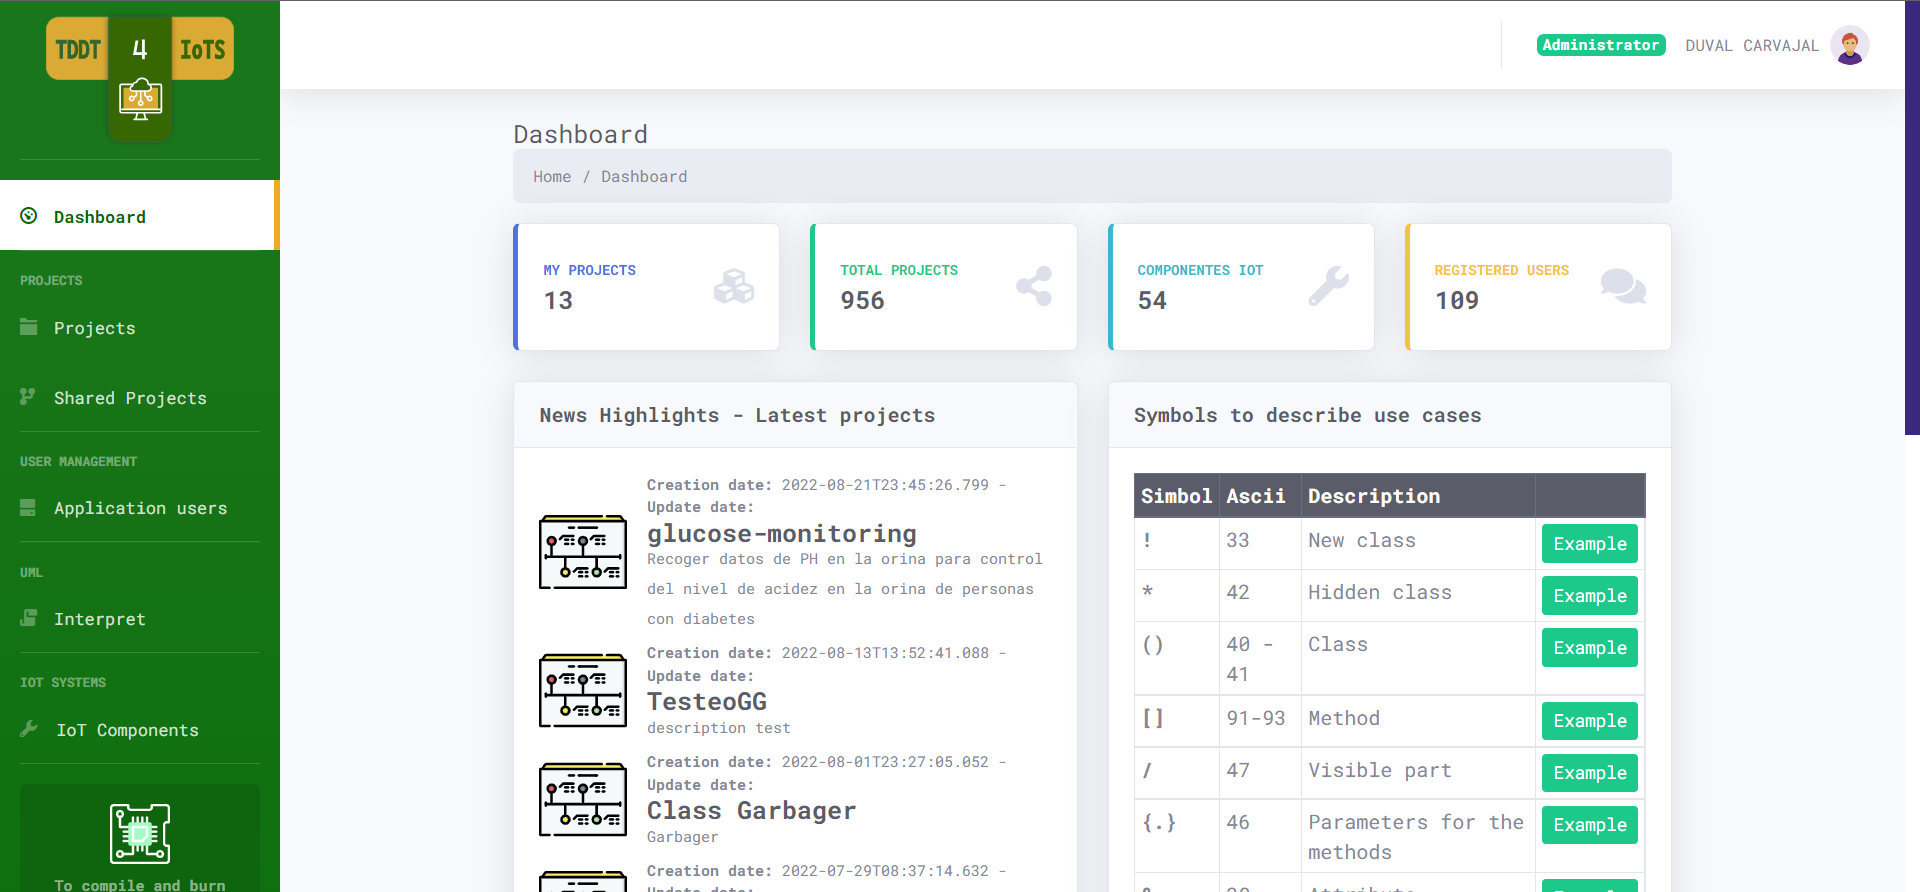 TDDT 4 IoTS
Administrator DUVAL CARVAJAL
Dashboard
PROJECTS
Projects
Shared Projects
USER MANAGEMENT
Application users
UML
Interpret
IOT SYSTEMS
IoT Components
To compile and burn
Dashboard
Home / Dashboard
MY PROJECTS
13
TOTAL PROJECTS
956
COMPONENTES IOT
54
REGISTERED USERS
109
News Highlights - Latest projects
Creation date: 2022-08-21T23:45:26.799 -
Update date:
glucose-monitoring
Recoger datos de PH en la orina para control
del nivel de acidez en la orina de personas
con diabetes
Creation date: 2022-08-13T13:52:41.088 -
Update date:
TesteoGG
description test
Creation date: 2022-08-01T23:27:05.052 -
Update date:
Class Garbager
Garbager
Creation date: 2022-07-29T08:37:14.632 -
Update date:
Symbols to describe use cases
Simbol Ascii Description
! 33 New class Example
* 42 Hidden class Example
() 40 - Class Example
41
[] 91-93 Method Example
/ 47 Visible part Example
{.} 46 Parameters for the Example
methods